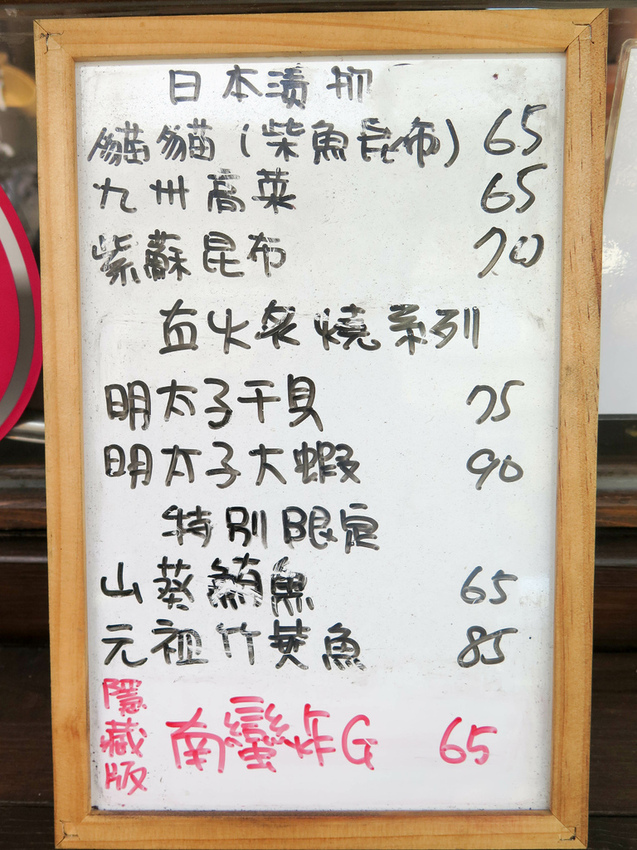 日本漬物
貓貓(柴魚昆布) 65
九州高菜 65
紫蘇昆布 70
直火炙燒系列
明太子干貝 75
明太子大蝦 90
特別限定
山葵鮪魚 65
元祖竹莢魚 85
隱藏版 南蠻炸G 65